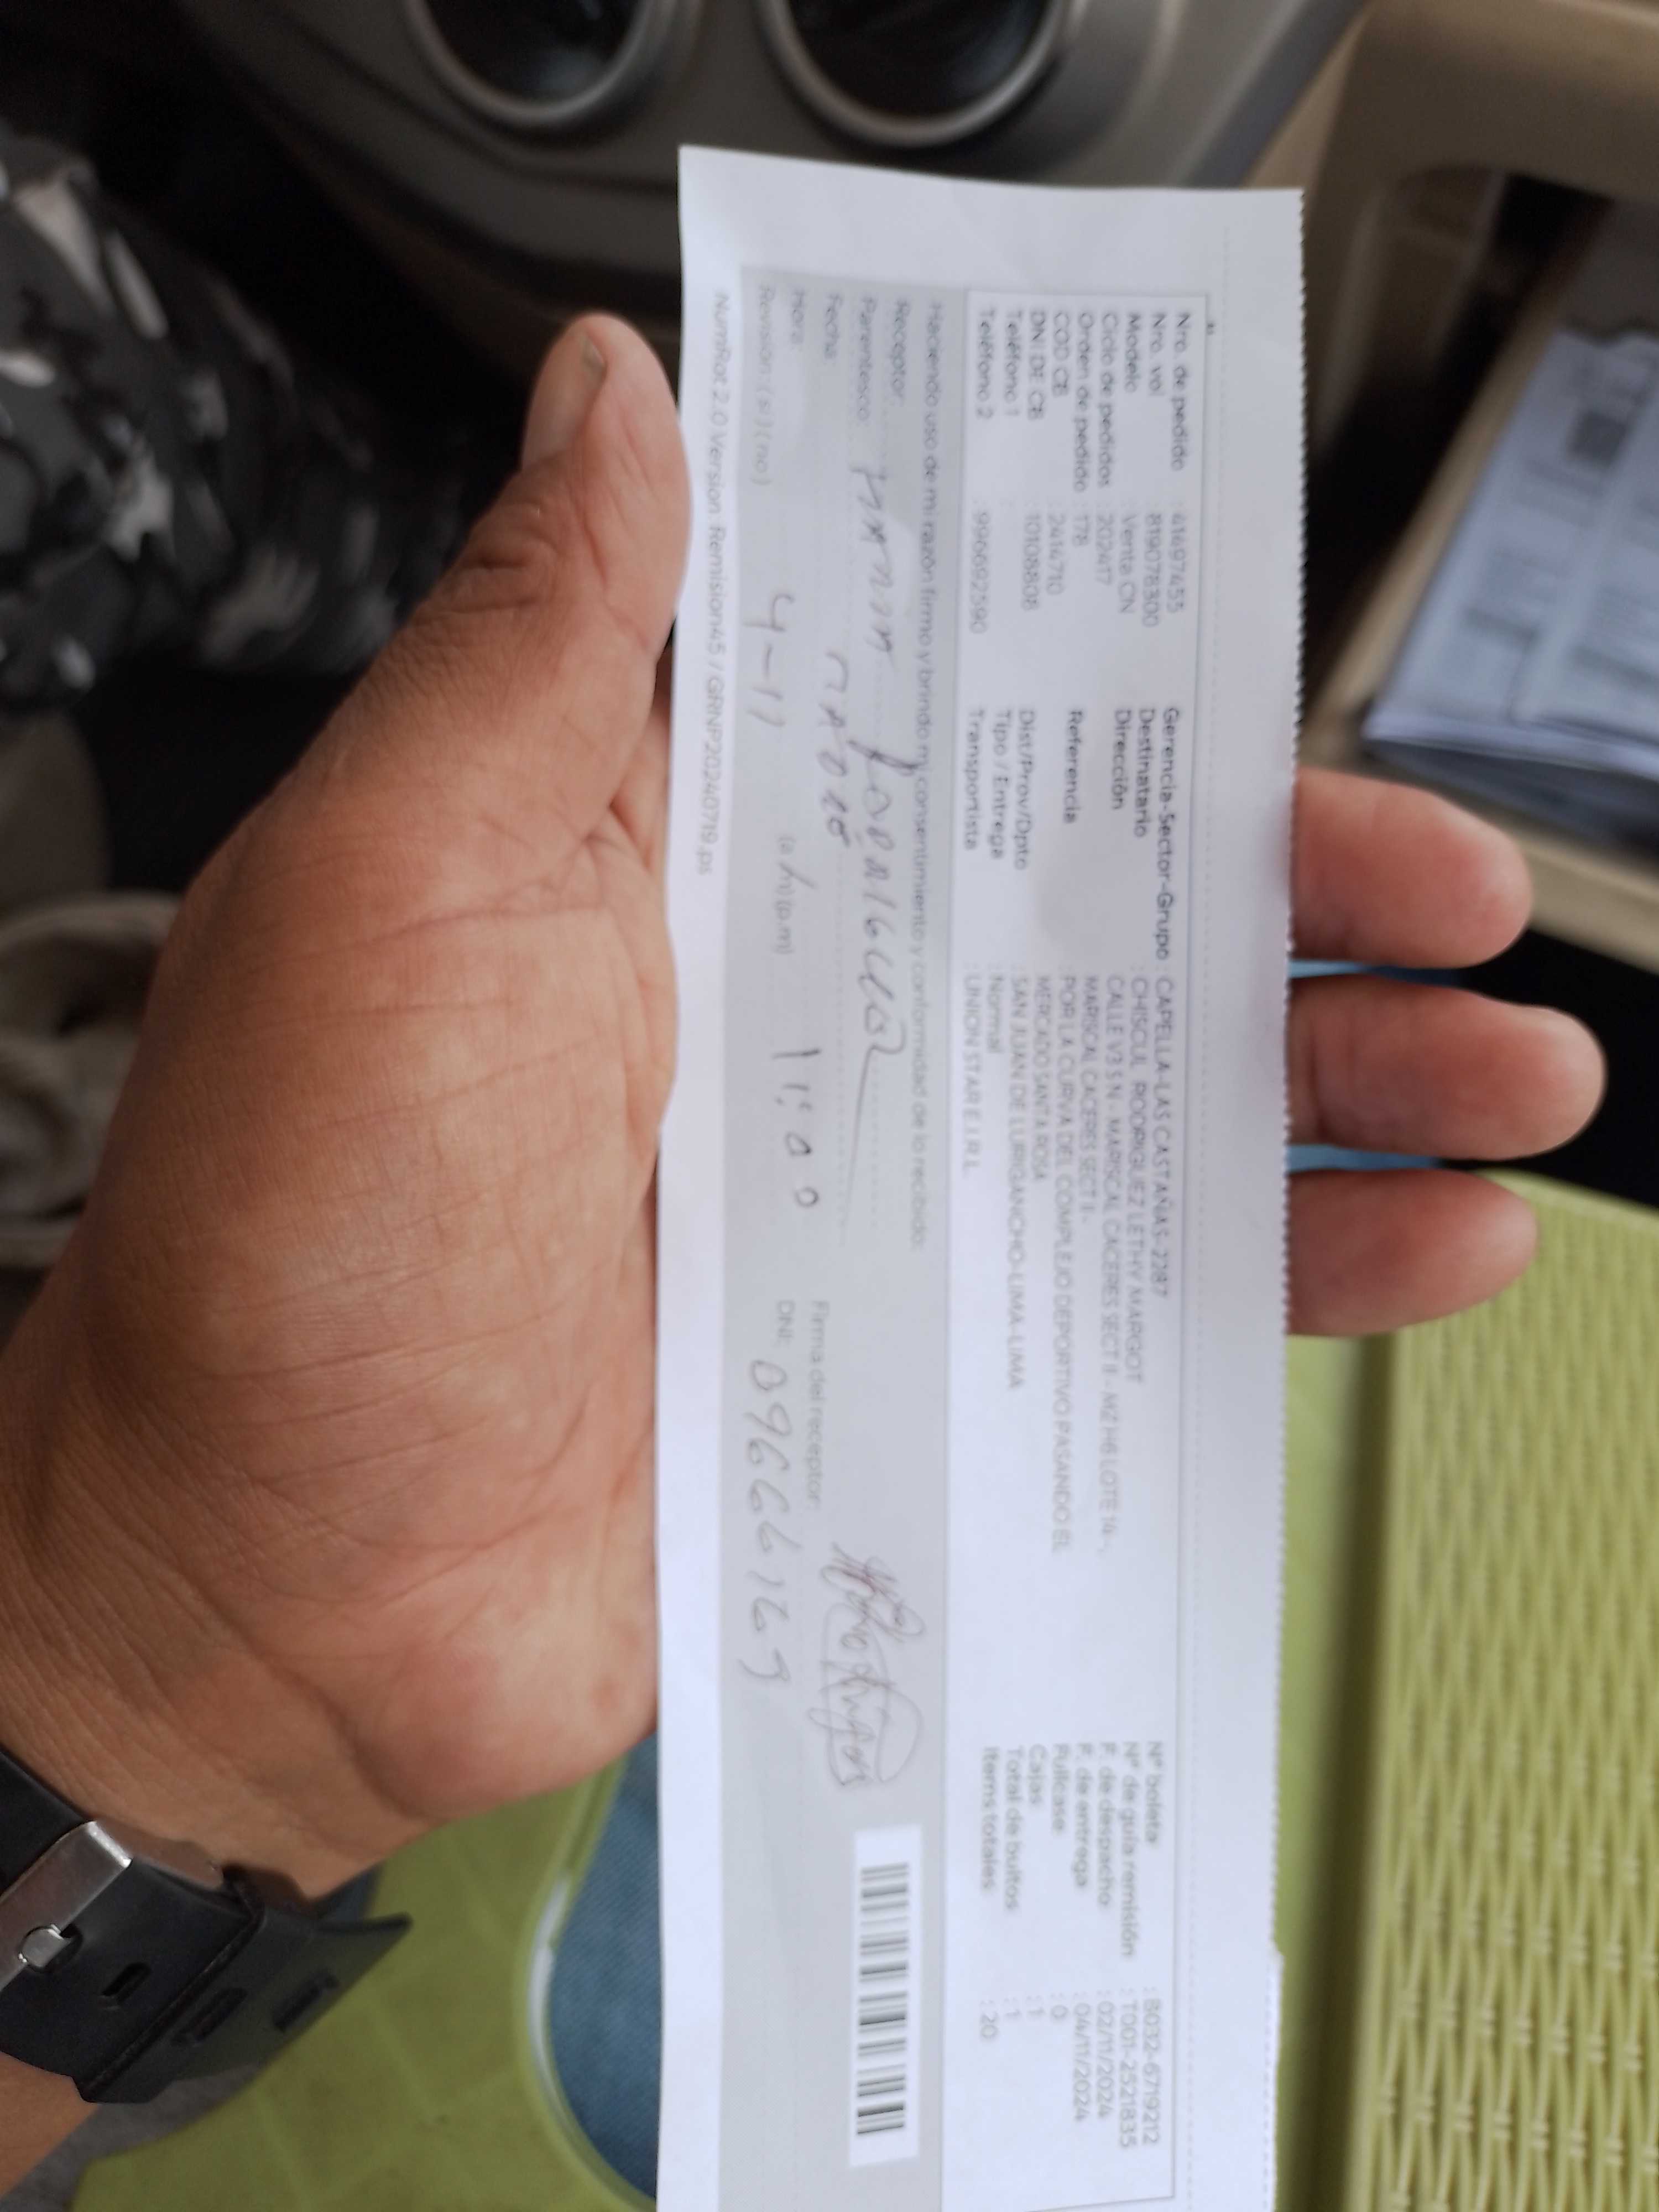 Nro. de pedido : 41697455
Nro. vol : 819078300
Modelo : Venta CN
Ciclo de pedidos : 202417
Orden de pedido : 178
COD CB : 2414710
DNI DE CB : 10108808
Teléfono 1
Teléfono 2 : 996692590
Gerencia-Sector-Grupo : CAPELLA-LAS CASTAÑAS-2287
Destinatario : CHISCUL RODRIGUEZ LETHY MARGOT
Dirección : CALLE V3 S N - MARISCAL CACERES SECT II - MZ H6 LOTE 14 - ,
MARISCAL CACERES SECT II -
Referencia : POR LA CURVA DEL COMPLEJO DEPORTIVO PASANDO EL
MERCADO SANTA ROSA
Dist/Prov/Dpto : SAN JUAN DE LURIGANCHO-LIMA-LIMA
Tipo / Entrega : Normal
Transportista : UNION STAR E.I.R.L
N° boleta : B032-6719212
N° de guía remisión : T001-2521835
F. de despacho : 02/11/2024
F. de entrega : 04/11/2024
Fullcase : 0
Cajas : 1
Total de bultos : 1
Items totales : 20
Haciendo uso de mi razón firmo y brindo mi consentimiento y conformidad de lo recibido:
Receptor:
Parentesco:
Fecha: 4-11
Hora: (a.m)(p.m) 11:00
Revisión: (si) (no)
Firma del receptor:
DNI: 09666169
NumRot 2.0 Version Remision45 / GRNP20240719.ps